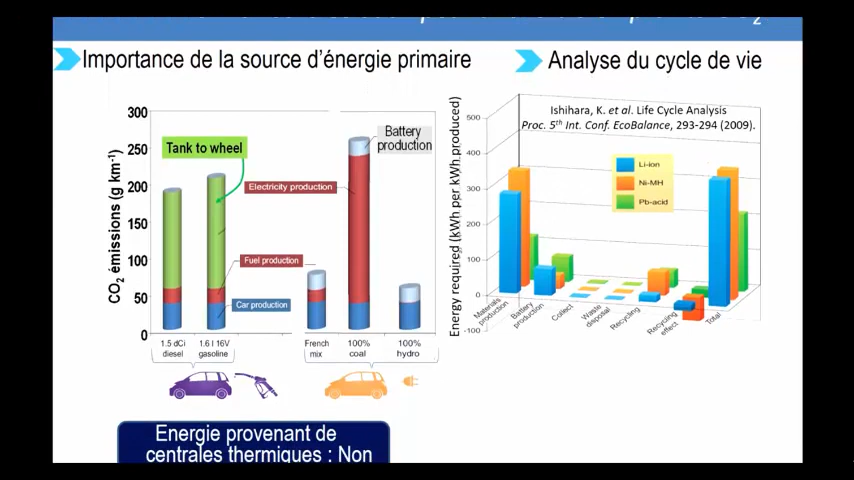 Importance de la source d'énergie primaire
Analyse du cycle de vie
CO₂ émissions (g km⁻¹)
300
250
200
150
100
50
0
Tank to wheel
Electricity production
Fuel production
Car production
Battery
production
1.5 dCi
diesel
1.6 l 16V
gasoline
French
mix
100%
coal
100%
hydro
Energy required (kWh per kWh produced)
500
400
300
200
100
0
-100
Ishihara, K. et al. Life Cycle Analysis
Proc. 5th Int. Conf. EcoBalance, 293-294 (2009).
Li-ion
Ni-MH
Pb-acid
Materials
production
Battery
production
Collect
Waste
disposal
Recycling
Recycling
effect
Total
Energie provenant de
centrales thermiques : Non